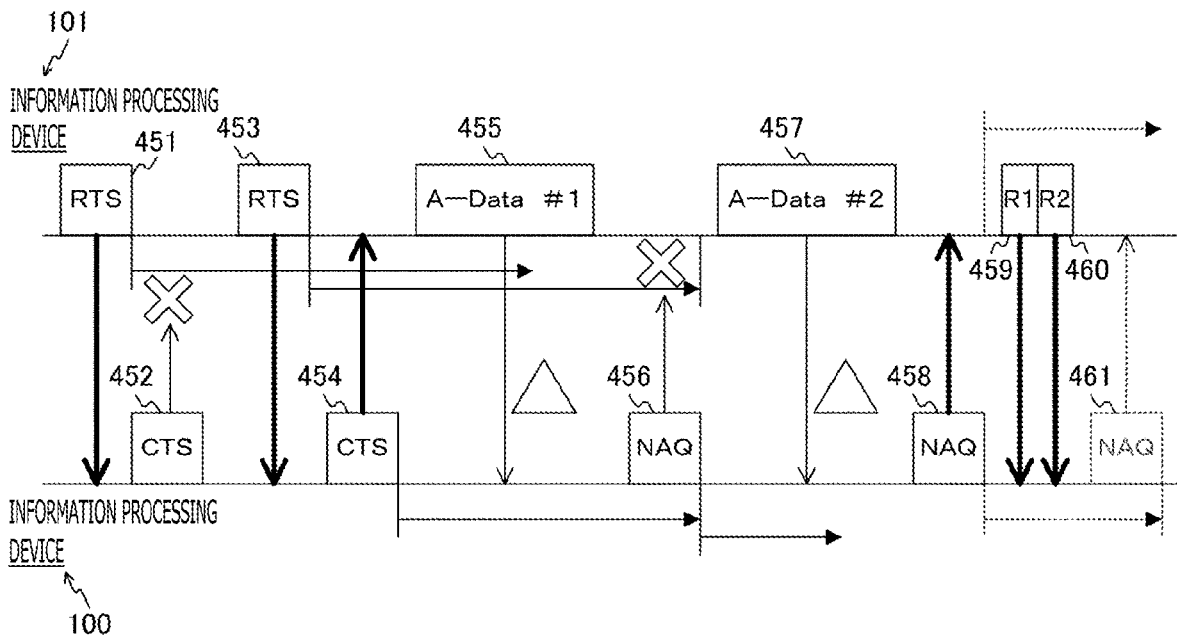 101
INFORMATION PROCESSING
DEVICE
451
453
455
457
RTS
RTS
A—Data #1
A—Data #2
R1
R2
459
460
452
454
456
458
461
CTS
CTS
NAQ
NAQ
NAQ
INFORMATION PROCESSING
DEVICE
100